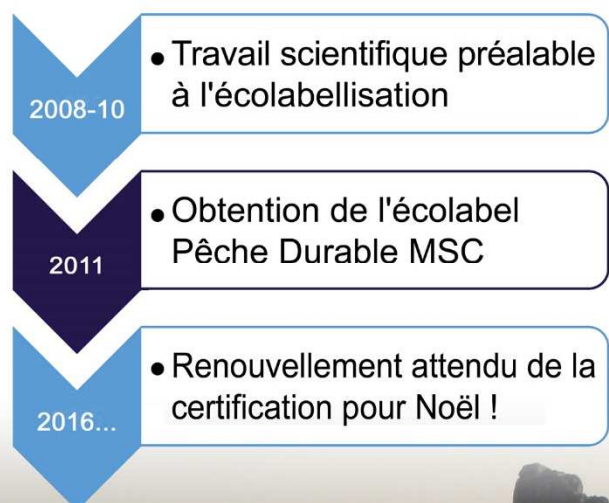 2008-10
• Travail scientifique préalable
à l'écolabellisation
2011
• Obtention de l'écolabel
Pêche Durable MSC
2016...
• Renouvellement attendu de la
certification pour Noël !